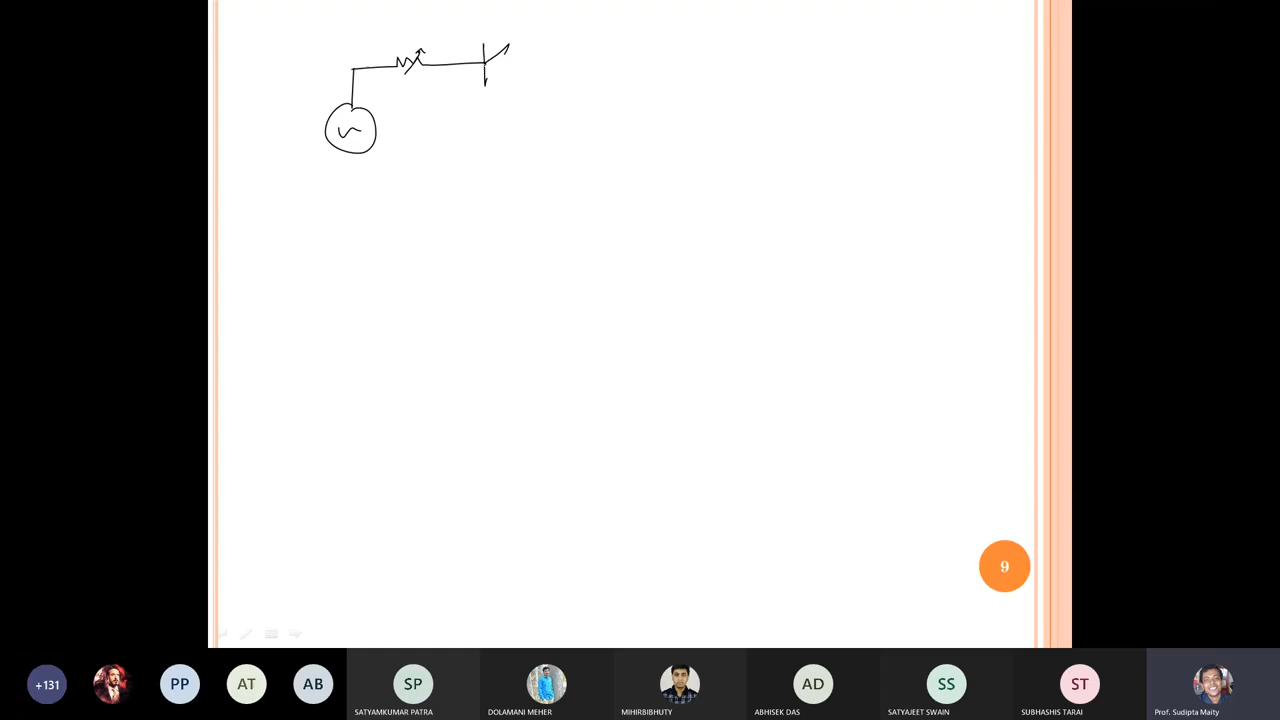 9
+131
PP
AT
AB
SP
AD
SS
ST
SATYAMKUMAR PATRA
DOLAMANI MEHER
MIHIRBIBHUTY
ABHISEK DAS
SATYAJEET SWAIN
SUBHASHIS TARAI
Prof. Sudipta Maity